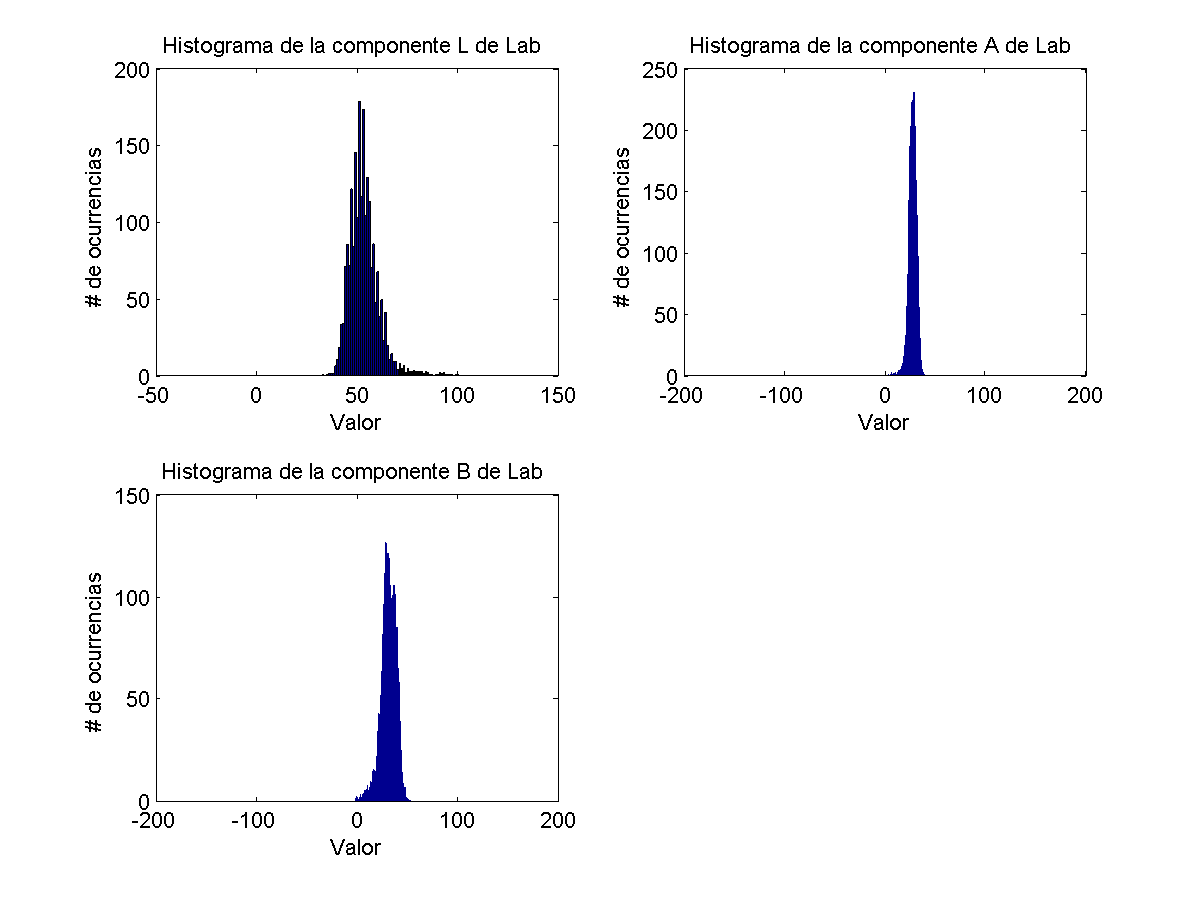 Histograma de la componente L de Lab
200
150
100
50
0
-50 0 50 100 150
# de ocurrencias
Valor
Histograma de la componente A de Lab
250
200
150
100
50
0
-200 -100 0 100 200
# de ocurrencias
Valor
Histograma de la componente B de Lab
150
100
50
0
-200 -100 0 100 200
# de ocurrencias
Valor